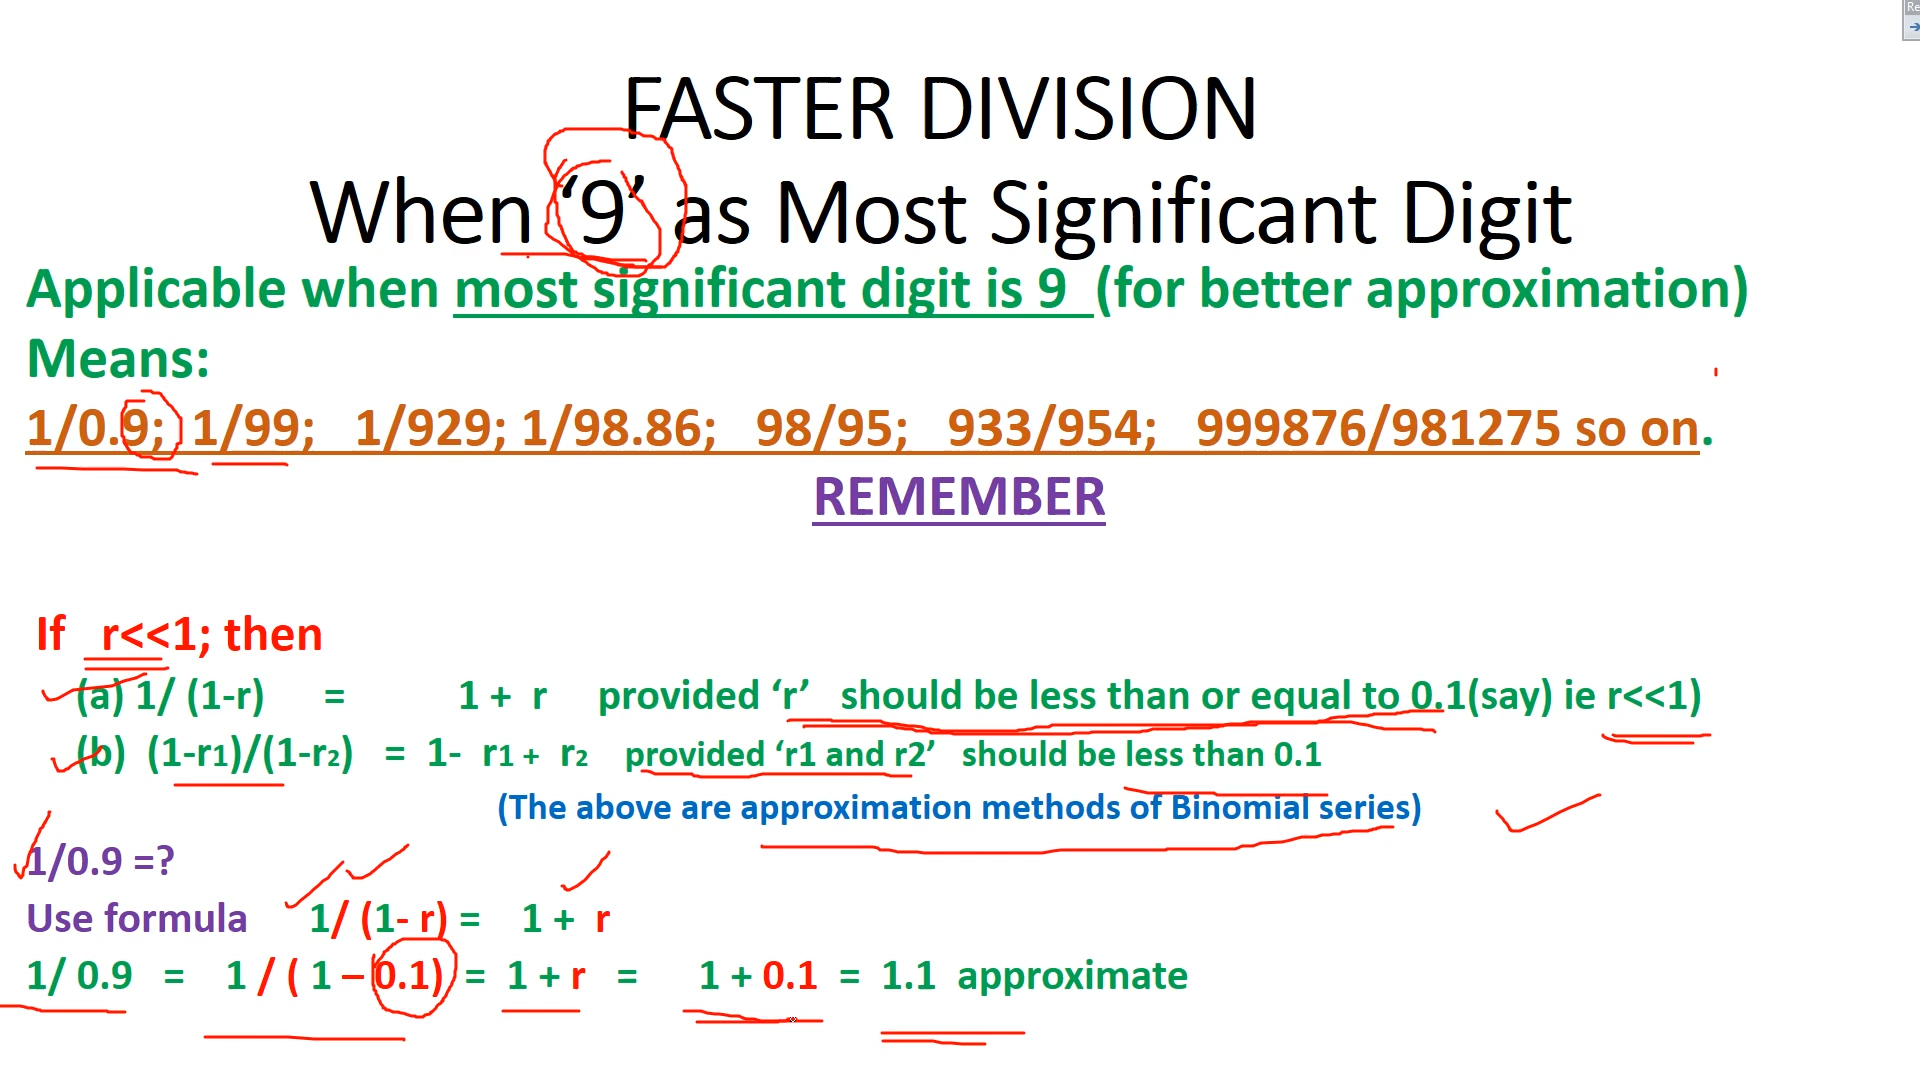 Re
FASTER DIVISION
When ‘9’ as Most Significant Digit
Applicable when most significant digit is 9 (for better approximation)
Means:
1/0.9; 1/99; 1/929; 1/98.86; 98/95; 933/954; 999876/981275 so on.
REMEMBER
If r<<1; then
(a) 1/ (1-r) = 1 + r provided ‘r’ should be less than or equal to 0.1(say) ie r<<1)
(b) (1-r1)/(1-r2) = 1- r1 + r2 provided ‘r1 and r2’ should be less than 0.1
(The above are approximation methods of Binomial series)
1/0.9 =?
Use formula 1/ (1- r) = 1 + r
1/ 0.9 = 1 / ( 1 – 0.1) = 1 + r = 1 + 0.1 = 1.1 approximate